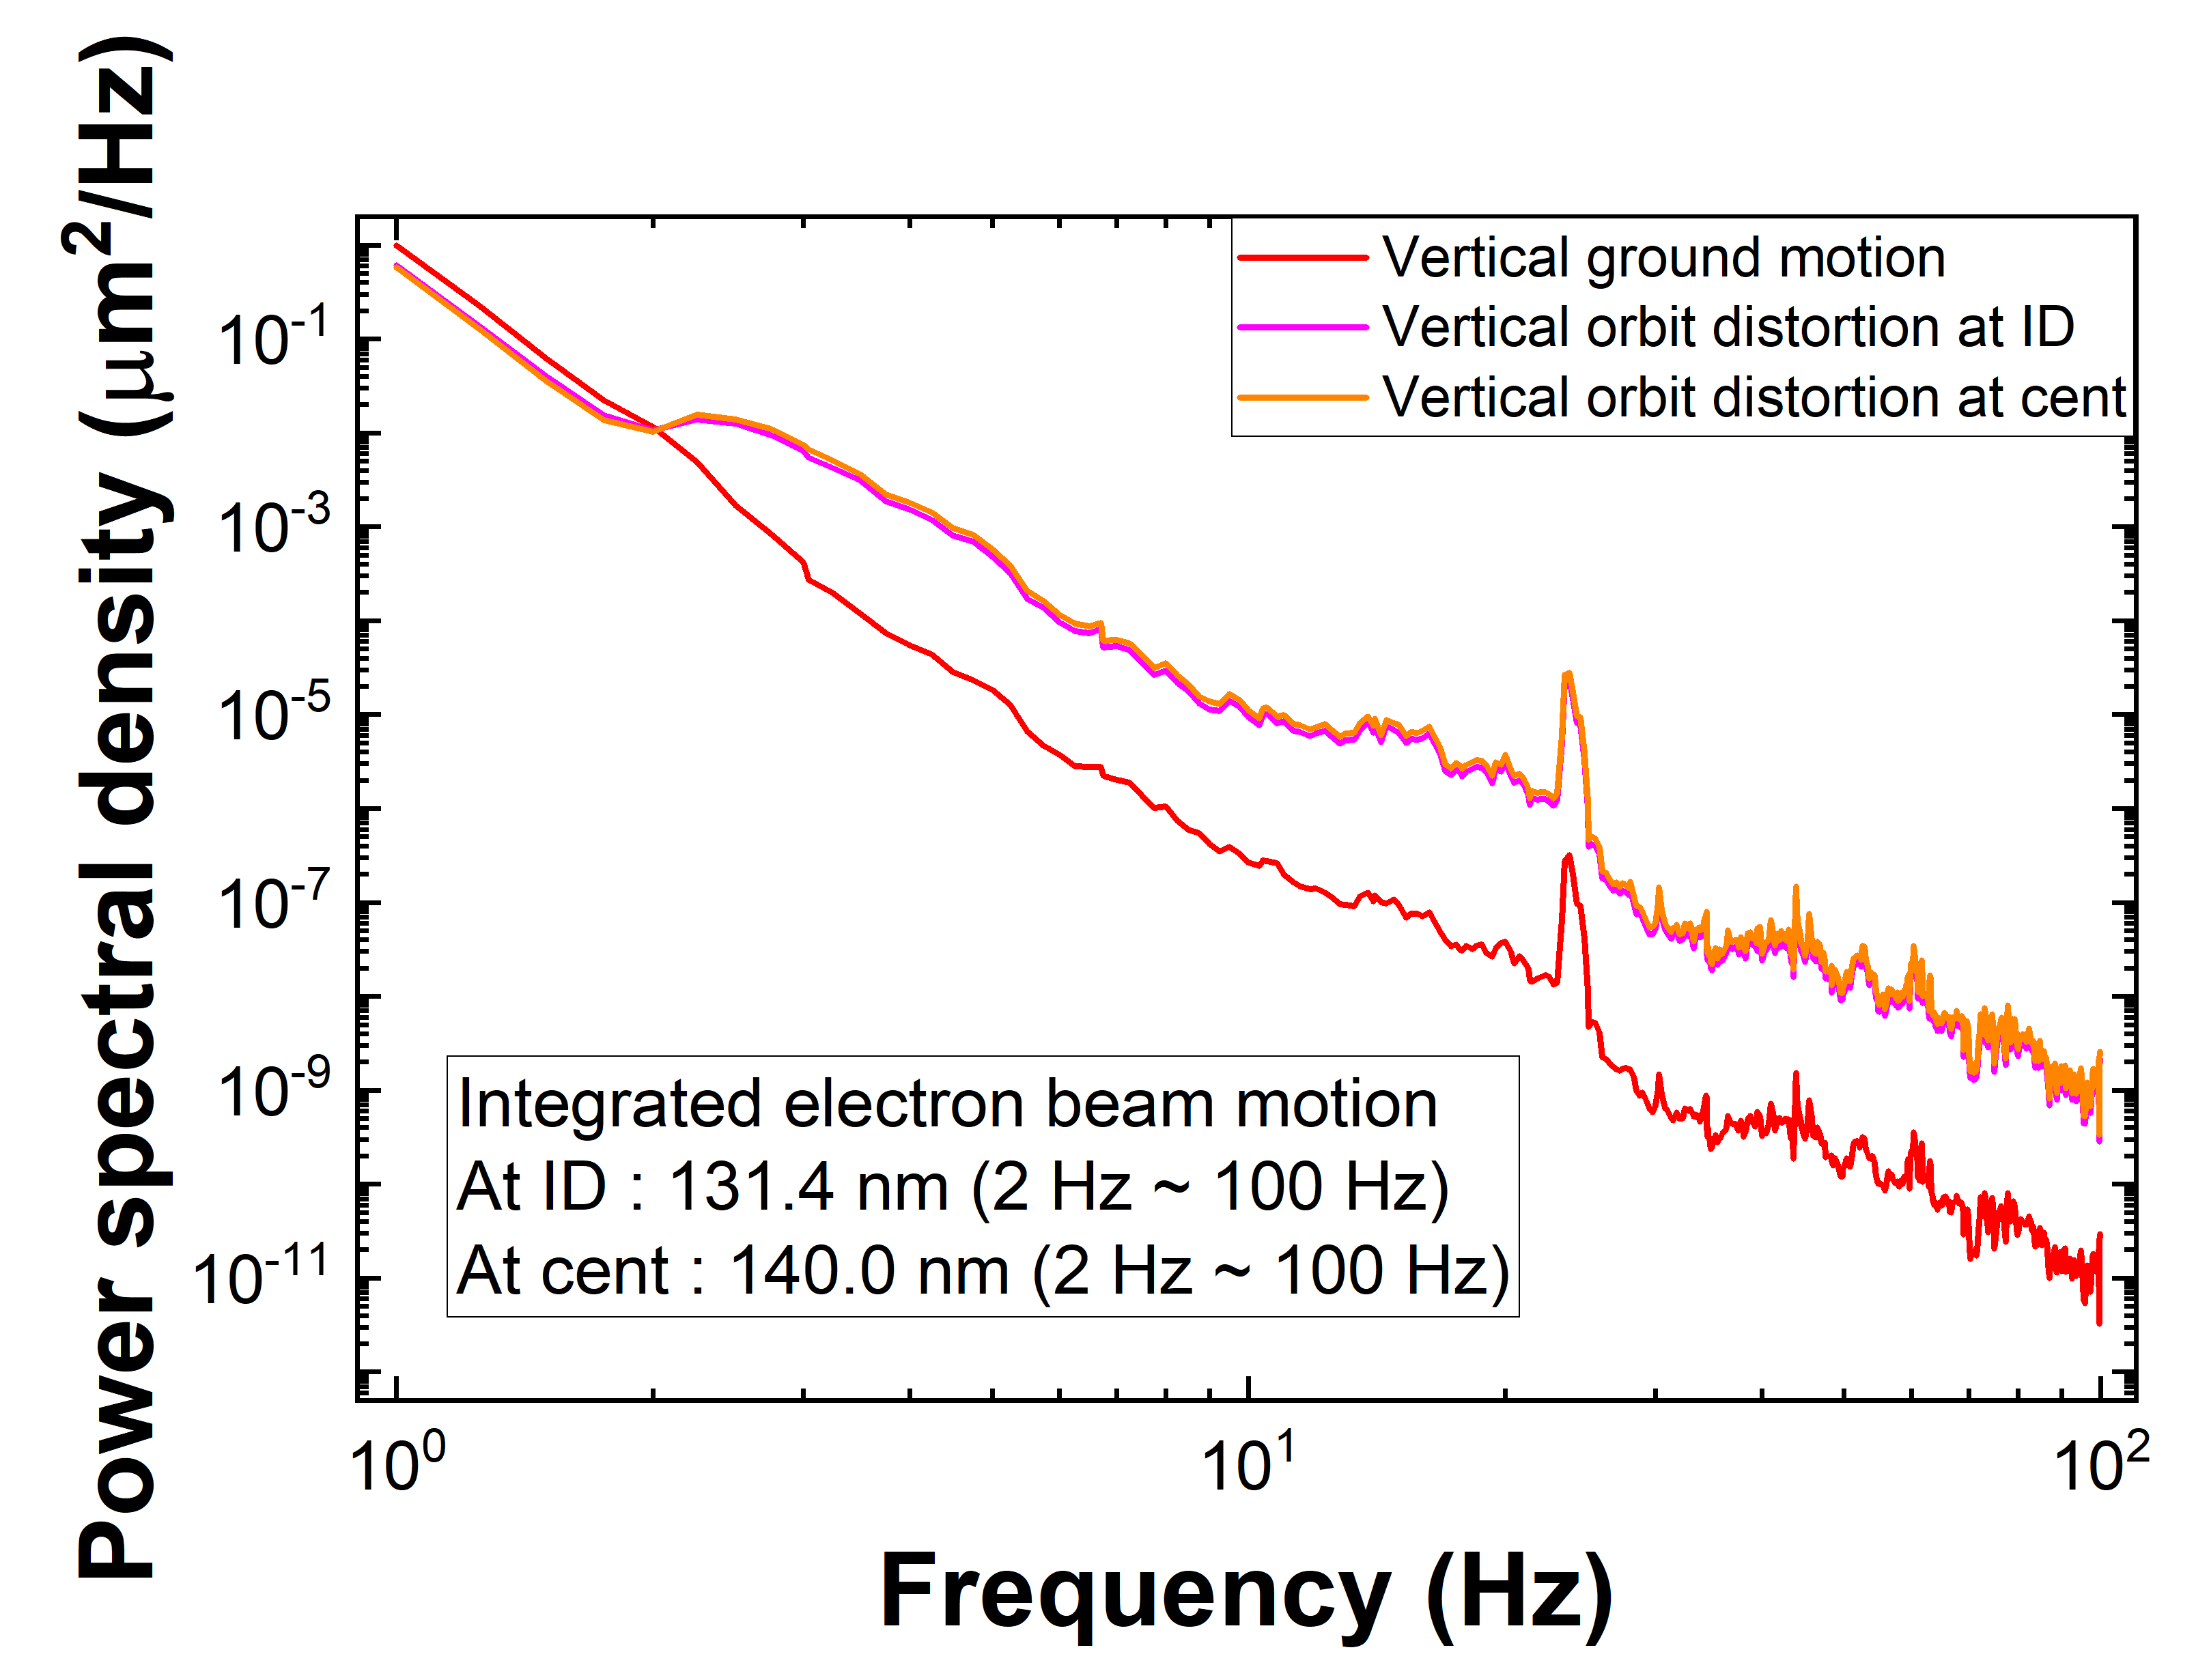 Power spectral density (μm²/Hz)
Vertical ground motion
Vertical orbit distortion at ID
Vertical orbit distortion at cent
10⁻¹
10⁻³
10⁻⁵
10⁻⁷
10⁻⁹
10⁻¹¹
Integrated electron beam motion
At ID : 131.4 nm (2 Hz ~ 100 Hz)
At cent : 140.0 nm (2 Hz ~ 100 Hz)
10⁰ 10¹ 10²
Frequency (Hz)